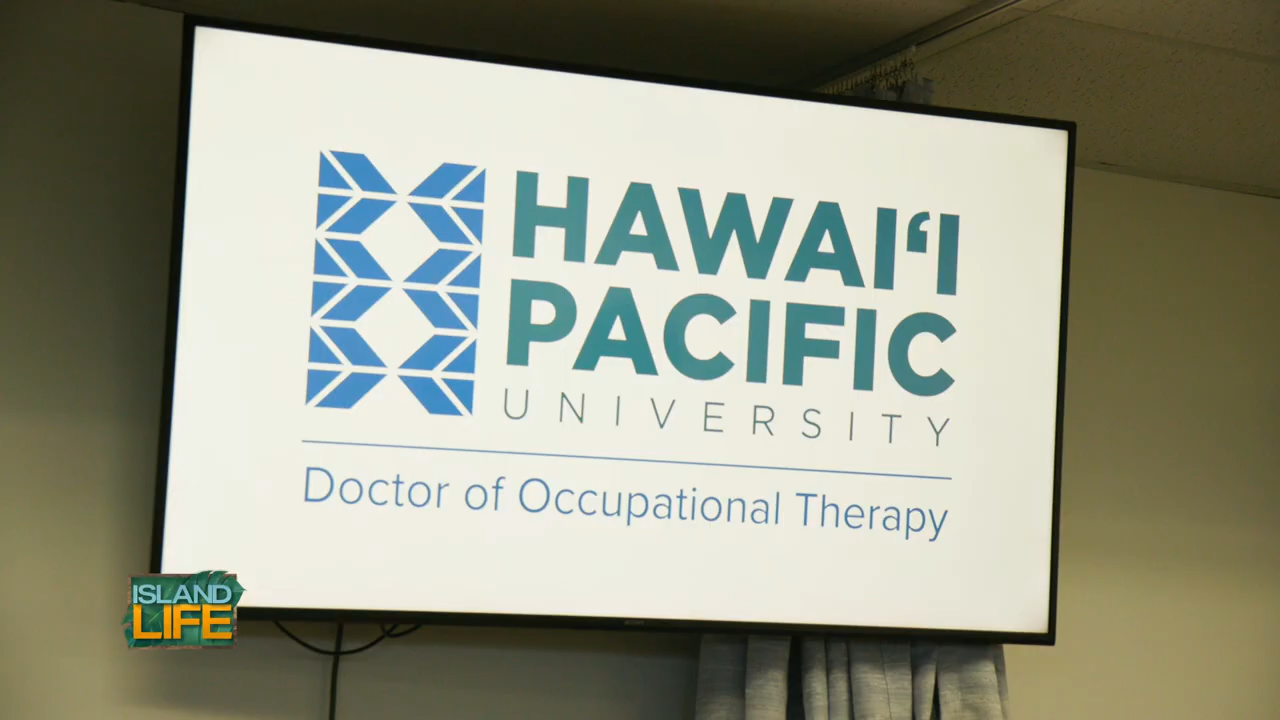 HAWAIʻI
PACIFIC
UNIVERSITY
Doctor of Occupational Therapy
ISLAND
LIFE